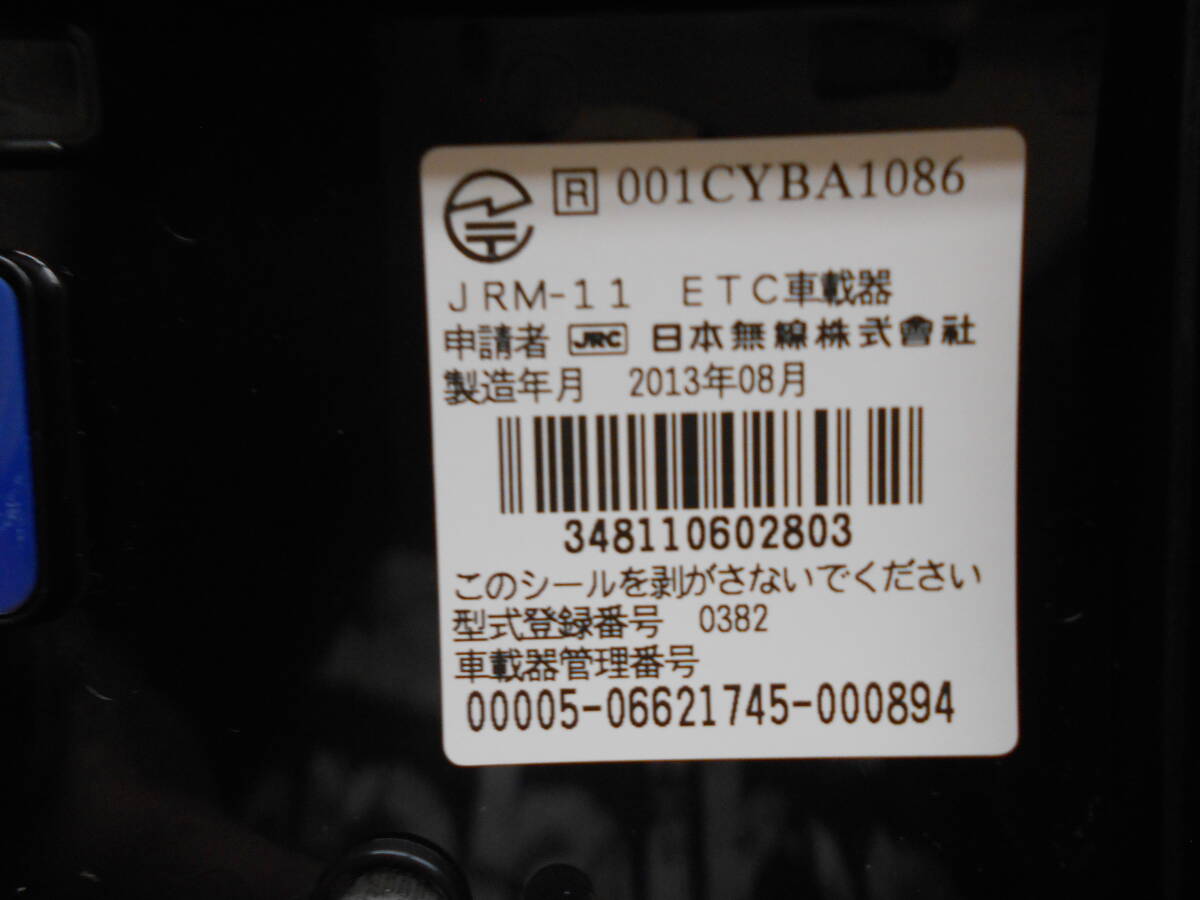 R 001CYBA1086
JRM-11 ETC車載器
申請者 JRC 日本無線株式會社
製造年月 2013年08月
348110602803
このシールを剥がさないでください
型式登録番号 0382
車載器管理番号
00005-06621745-000894